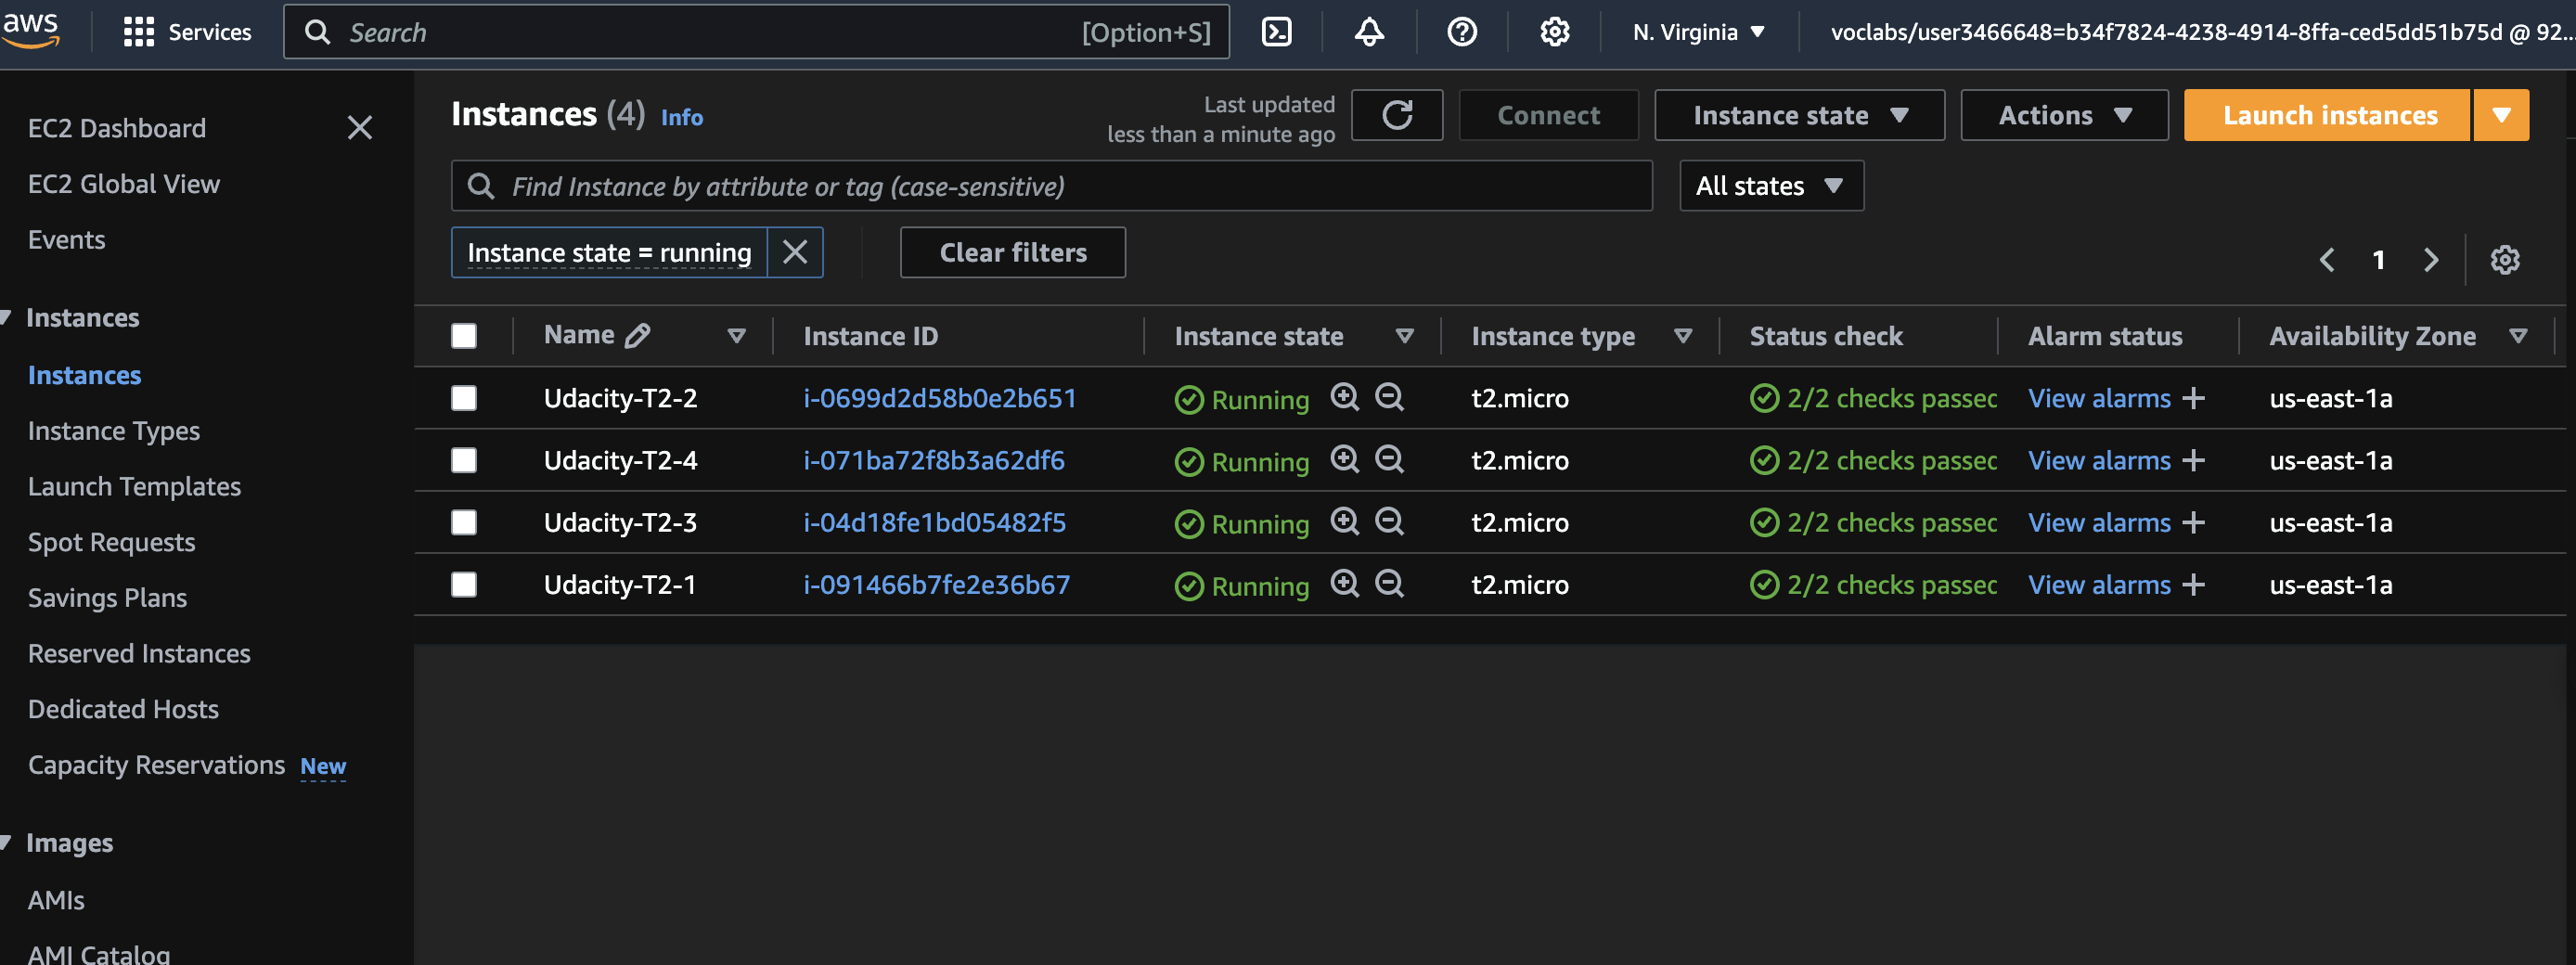 aws
Services
Search
[Option+S]
N. Virginia
voclabs/user3466648=b34f7824-4238-4914-8ffa-ced5dd51b75d @ 92...
EC2 Dashboard
EC2 Global View
Events
Instances
Instances
Instance Types
Launch Templates
Spot Requests
Savings Plans
Reserved Instances
Dedicated Hosts
Capacity Reservations New
Images
AMIs
AMI Catalog
Instances (4) Info
Last updated
less than a minute ago
Connect
Instance state
Actions
Launch instances
Find Instance by attribute or tag (case-sensitive)
All states
Instance state = running
Clear filters
1
Name Instance ID Instance state Instance type Status check Alarm status Availability Zone
Udacity-T2-2 i-0699d2d58b0e2b651 Running t2.micro 2/2 checks passec View alarms + us-east-1a
Udacity-T2-4 i-071ba72f8b3a62df6 Running t2.micro 2/2 checks passec View alarms + us-east-1a
Udacity-T2-3 i-04d18fe1bd05482f5 Running t2.micro 2/2 checks passec View alarms + us-east-1a
Udacity-T2-1 i-091466b7fe2e36b67 Running t2.micro 2/2 checks passec View alarms + us-east-1a